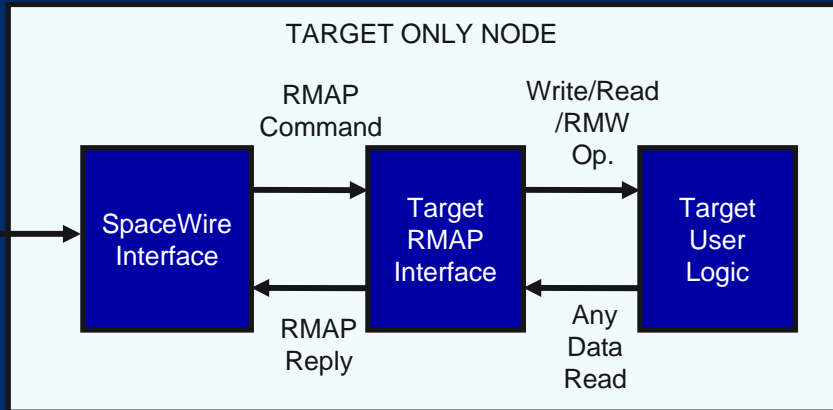 TARGET ONLY NODE
RMAP
Command
Write/Read
/RMW
Op.
SpaceWire
Interface
Target
RMAP
Interface
Target
User
Logic
RMAP
Reply
Any
Data
Read